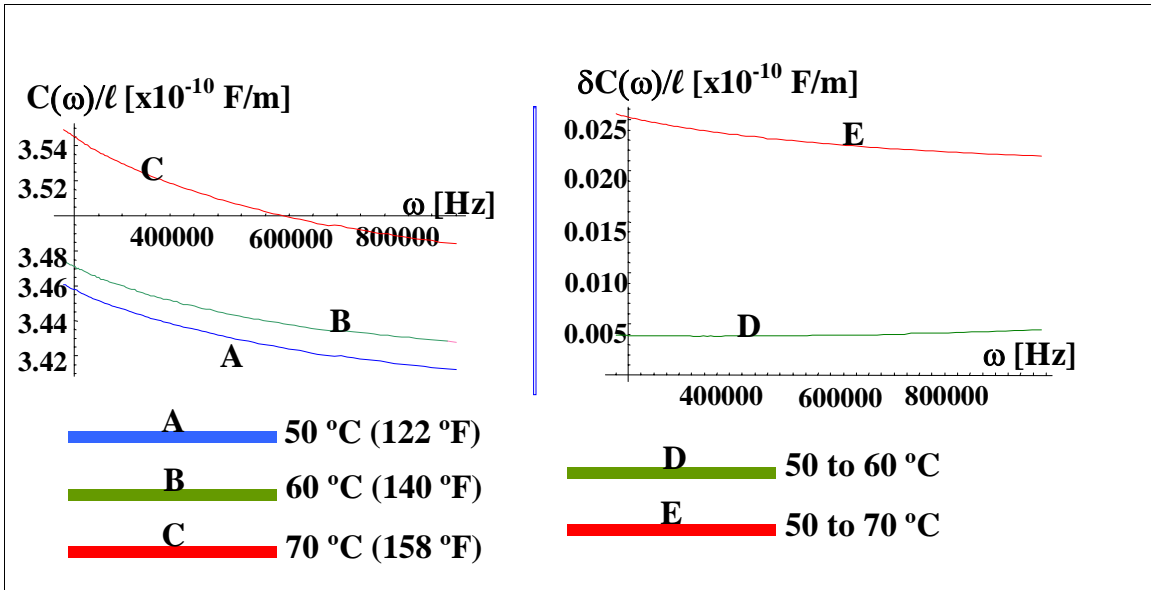 C(ω)/ℓ [x10⁻¹⁰ F/m]
3.54
3.52
3.48
3.46
3.44
3.42
C
ω [Hz]
400000 600000 800000
B
A
A 50 ºC (122 ºF)
B 60 ºC (140 ºF)
C 70 ºC (158 ºF)
δC(ω)/ℓ [x10⁻¹⁰ F/m]
0.025
0.020
0.015
0.010
0.005
E
D
ω [Hz]
400000 600000 800000
D 50 to 60 ºC
E 50 to 70 ºC